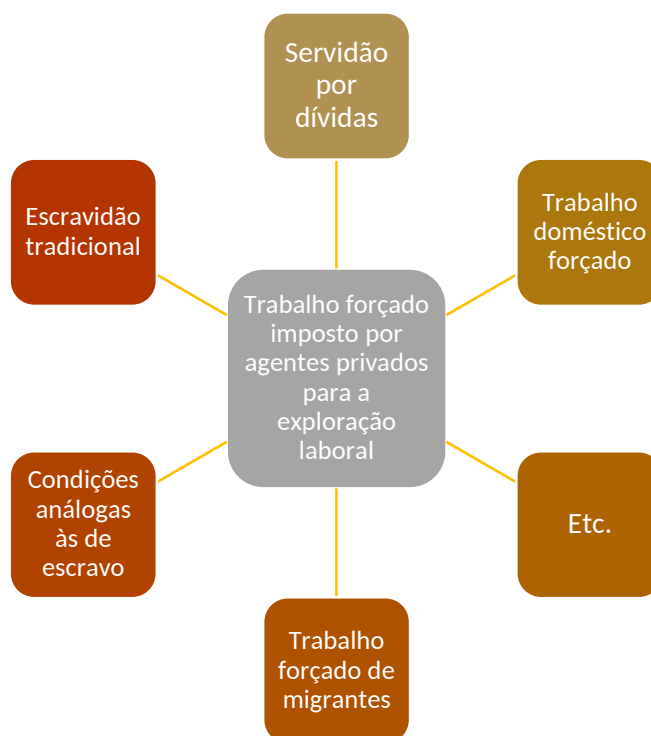 Servidão
por
dívidas
Escravidão
tradicional
Trabalho
doméstico
forçado
Trabalho forçado
imposto por
agentes privados
para a
exploração
laboral
Condições
análogas
às de
escravo
Etc.
Trabalho
forçado de
migrantes